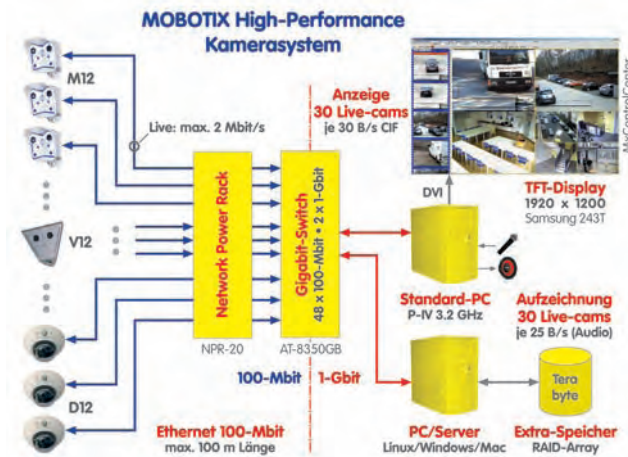 MOBOTIX High-Performance
Kamerasystem
M12
Live: max. 2 Mbit/s
Anzeige
30 Live-cams
je 30 B/s CIF
MxControlCenter
DVI
TFT-Display
1920 x 1200
Samsung 243T
V12
Network Power Rack
Gigabit-Switch
48 x 100-Mbit • 2 x 1-Gbit
Standard-PC
P-IV 3.2 GHz
Aufzeichnung
30 Live-cams
je 25 B/s (Audio)
NPR-20
AT-8350GB
100-Mbit
1-Gbit
D12
Tera
byte
Ethernet 100-Mbit
max. 100 m Länge
PC/Server
Linux/Windows/Mac
Extra-Speicher
RAID-Array